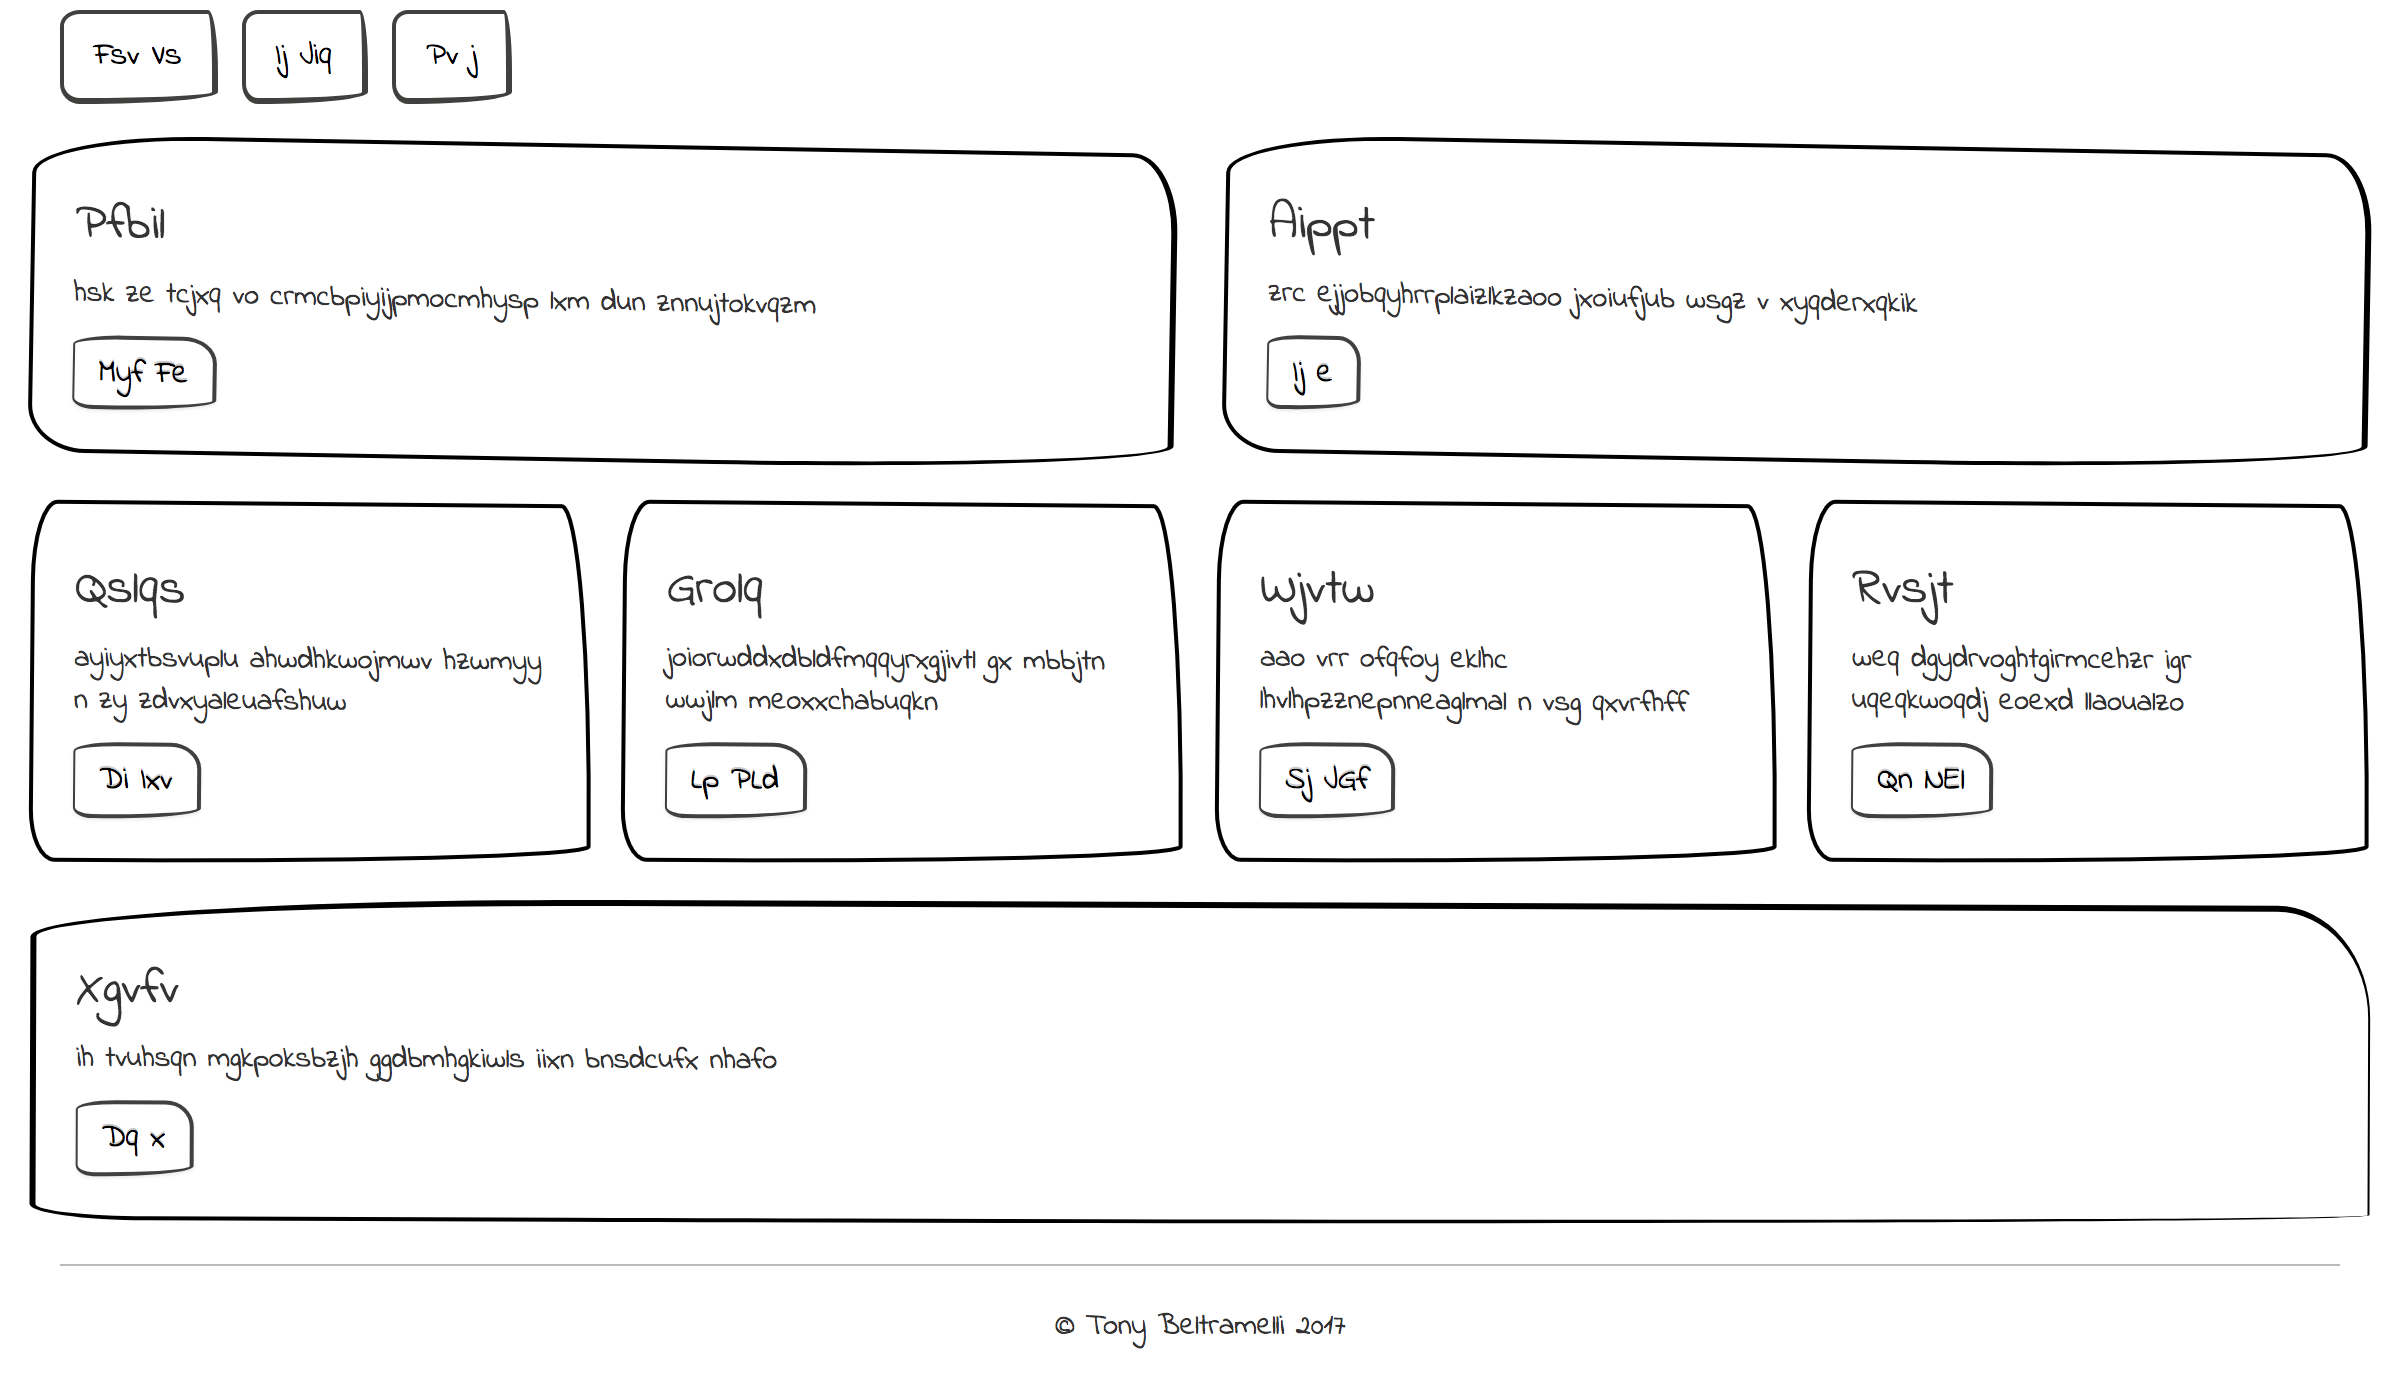 Fsv Vs
Ij Jiq
Pv j
Pfbil
hsk ze tcjxq vo crmcbpiyijpmocmhysp lxm dun znnujtokvqzm
Myf Fe
Aippt
zrc ejjobqyhrrplaizlkzaoo jxoiufjub wsgz v xyqderxqkik
Ij e
Qslqs
ayiyxtbsvuplu ahwdhkwojmwv hzwmyy
n zy zdvxyaleuafshuw
Di Ixv
Grolq
joiorwddxdbldfmqqyrxgjivtl gx mbbjtn
wwjlm meoxxchabuqkn
Lp PLd
Wjvtw
aao vrr ofqfoy eklhc
lhvlhpzznepnneaglmal n vsg qxvrfhff
Sj JGf
Rvsjt
weq dgydrvoghtgirmcehzr igr
uqeqkwoqdj eoexd llaoualzo
Qn NEl
Xgvfv
ih tvuhsqn mgkpoksbzjh ggdbmhgkiwls iixn bnsdcufx nhafo
Dq x
© Tony Beltramelli 2017